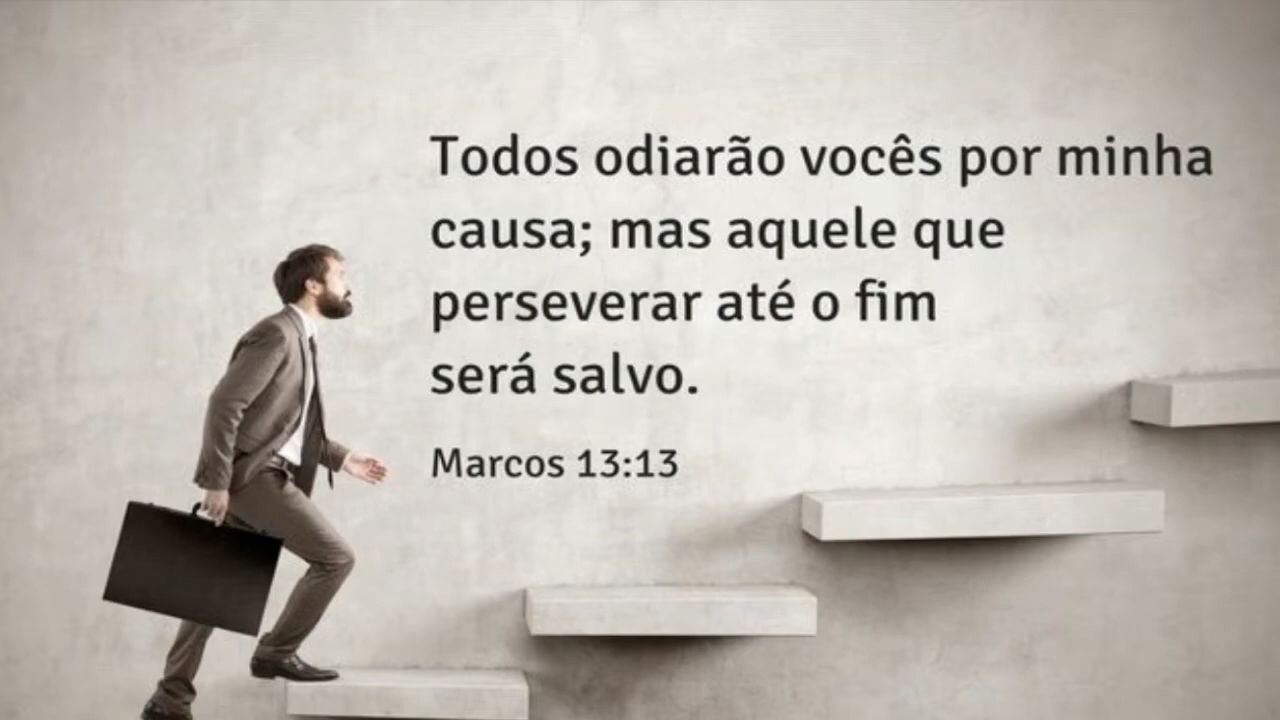 Todos odiarão vocês por minha
causa; mas aquele que
perseverar até o fim
será salvo.
Marcos 13:13